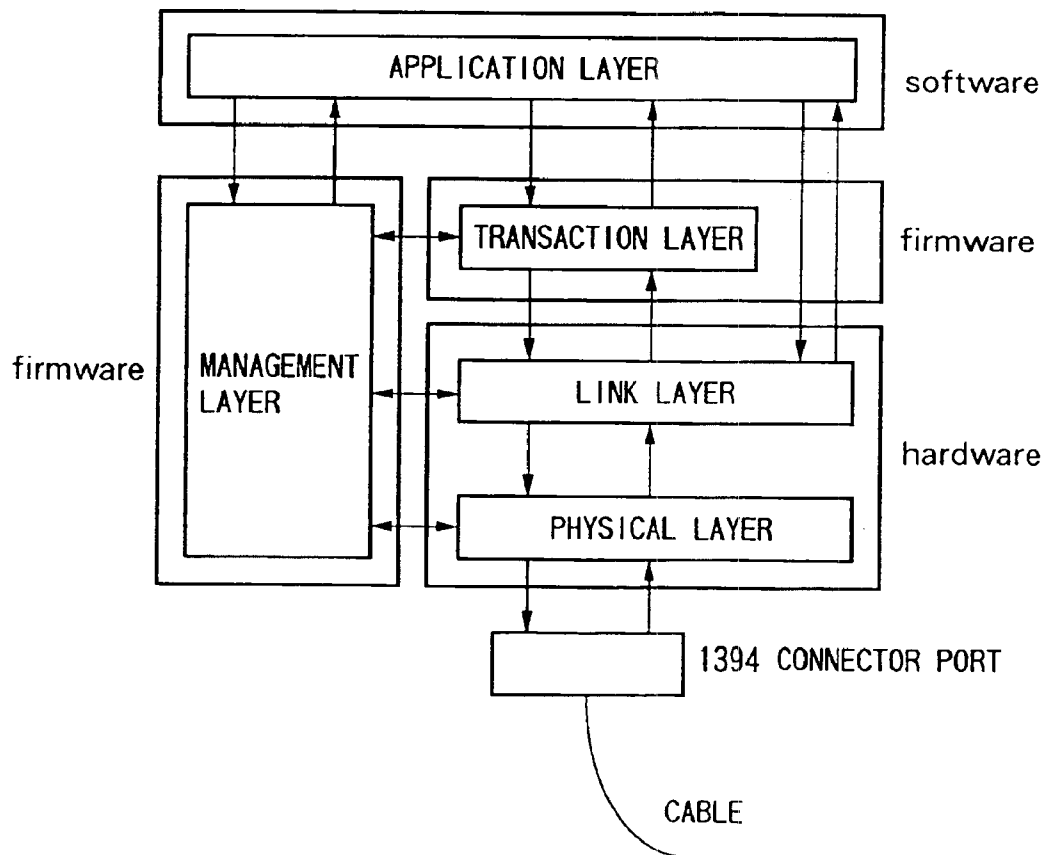 APPLICATION LAYER
software
TRANSACTION LAYER
firmware
firmware
MANAGEMENT
LAYER
LINK LAYER
hardware
PHYSICAL LAYER
1394 CONNECTOR PORT
CABLE